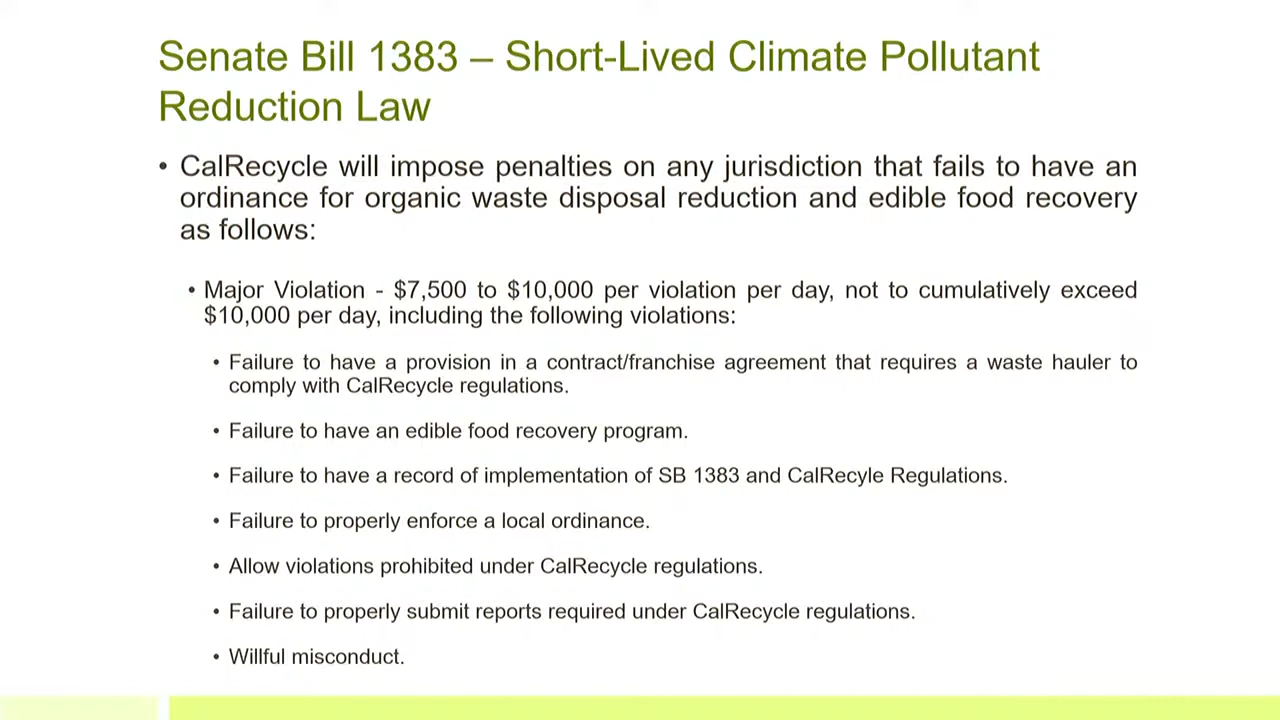 Senate Bill 1383 – Short-Lived Climate Pollutant
Reduction Law
• CalRecycle will impose penalties on any jurisdiction that fails to have an
ordinance for organic waste disposal reduction and edible food recovery
as follows:
• Major Violation - $7,500 to $10,000 per violation per day, not to cumulatively exceed
$10,000 per day, including the following violations:
• Failure to have a provision in a contract/franchise agreement that requires a waste hauler to
comply with CalRecycle regulations.
• Failure to have an edible food recovery program.
• Failure to have a record of implementation of SB 1383 and CalRecyle Regulations.
• Failure to properly enforce a local ordinance.
• Allow violations prohibited under CalRecycle regulations.
• Failure to properly submit reports required under CalRecycle regulations.
• Willful misconduct.